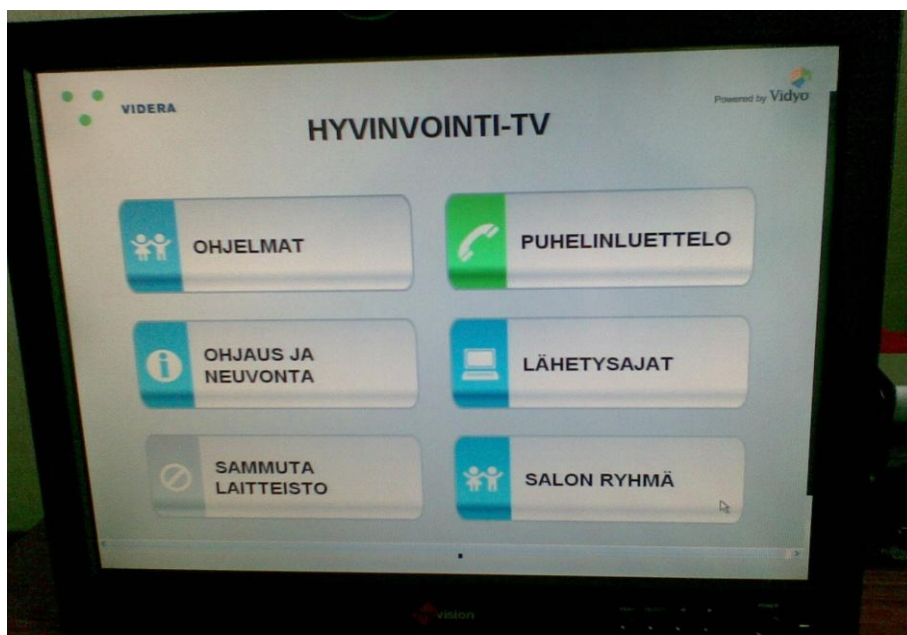 VIDERA
Powered by Vidyo
HYVINVOINTI-TV
OHJELMAT
PUHELINLUETTELO
OHJAUS JA
NEUVONTA
LÄHETYSAJAT
SAMMUTA
LAITTEISTO
SALON RYHMÄ
vision